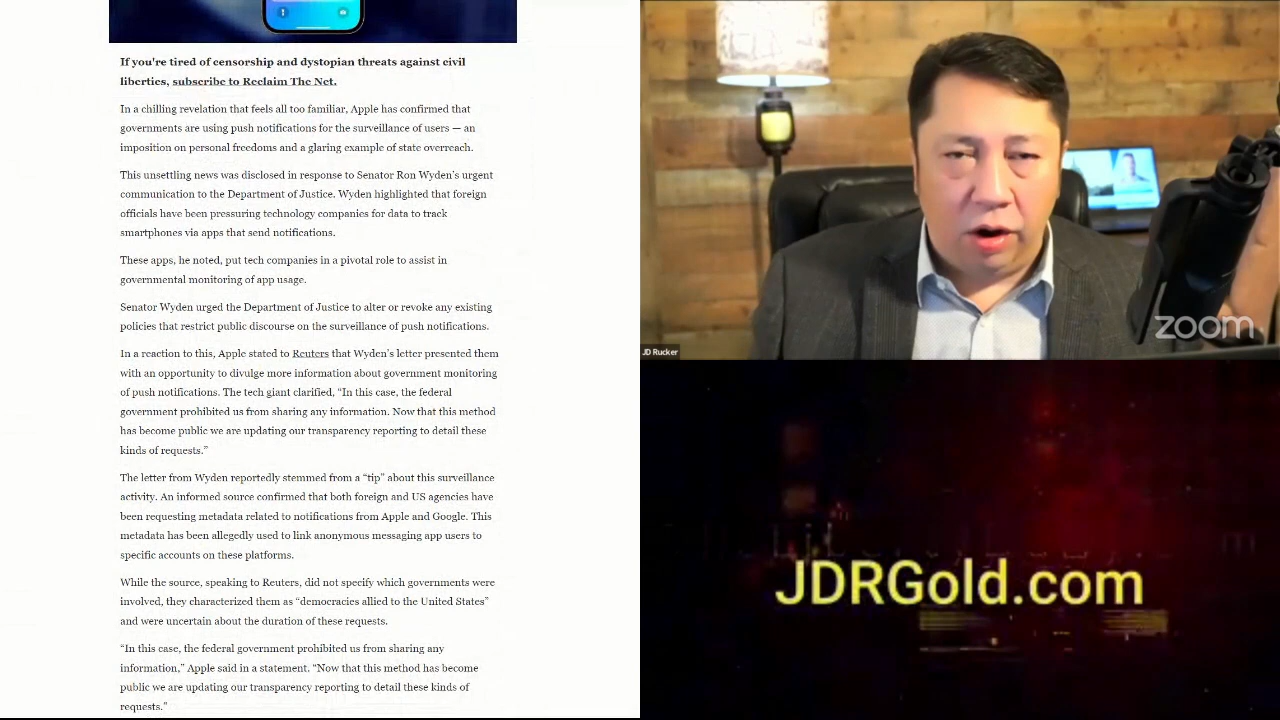 If you're tired of censorship and dystopian threats against civil
liberties, subscribe to Reclaim The Net.
In a chilling revelation that feels all too familiar, Apple has confirmed that
governments are using push notifications for the surveillance of users — an
imposition on personal freedoms and a glaring example of state overreach.
This unsettling news was disclosed in response to Senator Ron Wyden's urgent
communication to the Department of Justice. Wyden highlighted that foreign
officials have been pressuring technology companies for data to track
smartphones via apps that send notifications.
These apps, he noted, put tech companies in a pivotal role to assist in
governmental monitoring of app usage.
Senator Wyden urged the Department of Justice to alter or revoke any existing
policies that restrict public discourse on the surveillance of push notifications.
In a reaction to this, Apple stated to Reuters that Wyden's letter presented them
with an opportunity to divulge more information about government monitoring
of push notifications. The tech giant clarified, “In this case, the federal
government prohibited us from sharing any information. Now that this method
has become public we are updating our transparency reporting to detail these
kinds of requests.”
The letter from Wyden reportedly stemmed from a “tip” about this surveillance
activity. An informed source confirmed that both foreign and US agencies have
been requesting metadata related to notifications from Apple and Google. This
metadata has been allegedly used to link anonymous messaging app users to
specific accounts on these platforms.
While the source, speaking to Reuters, did not specify which governments were
involved, they characterized them as “democracies allied to the United States”
and were uncertain about the duration of these requests.
“In this case, the federal government prohibited us from sharing any
information,” Apple said in a statement. “Now that this method has become
public we are updating our transparency reporting to detail these kinds of
requests.”
zoom
JD Rucker
JDRGold.com